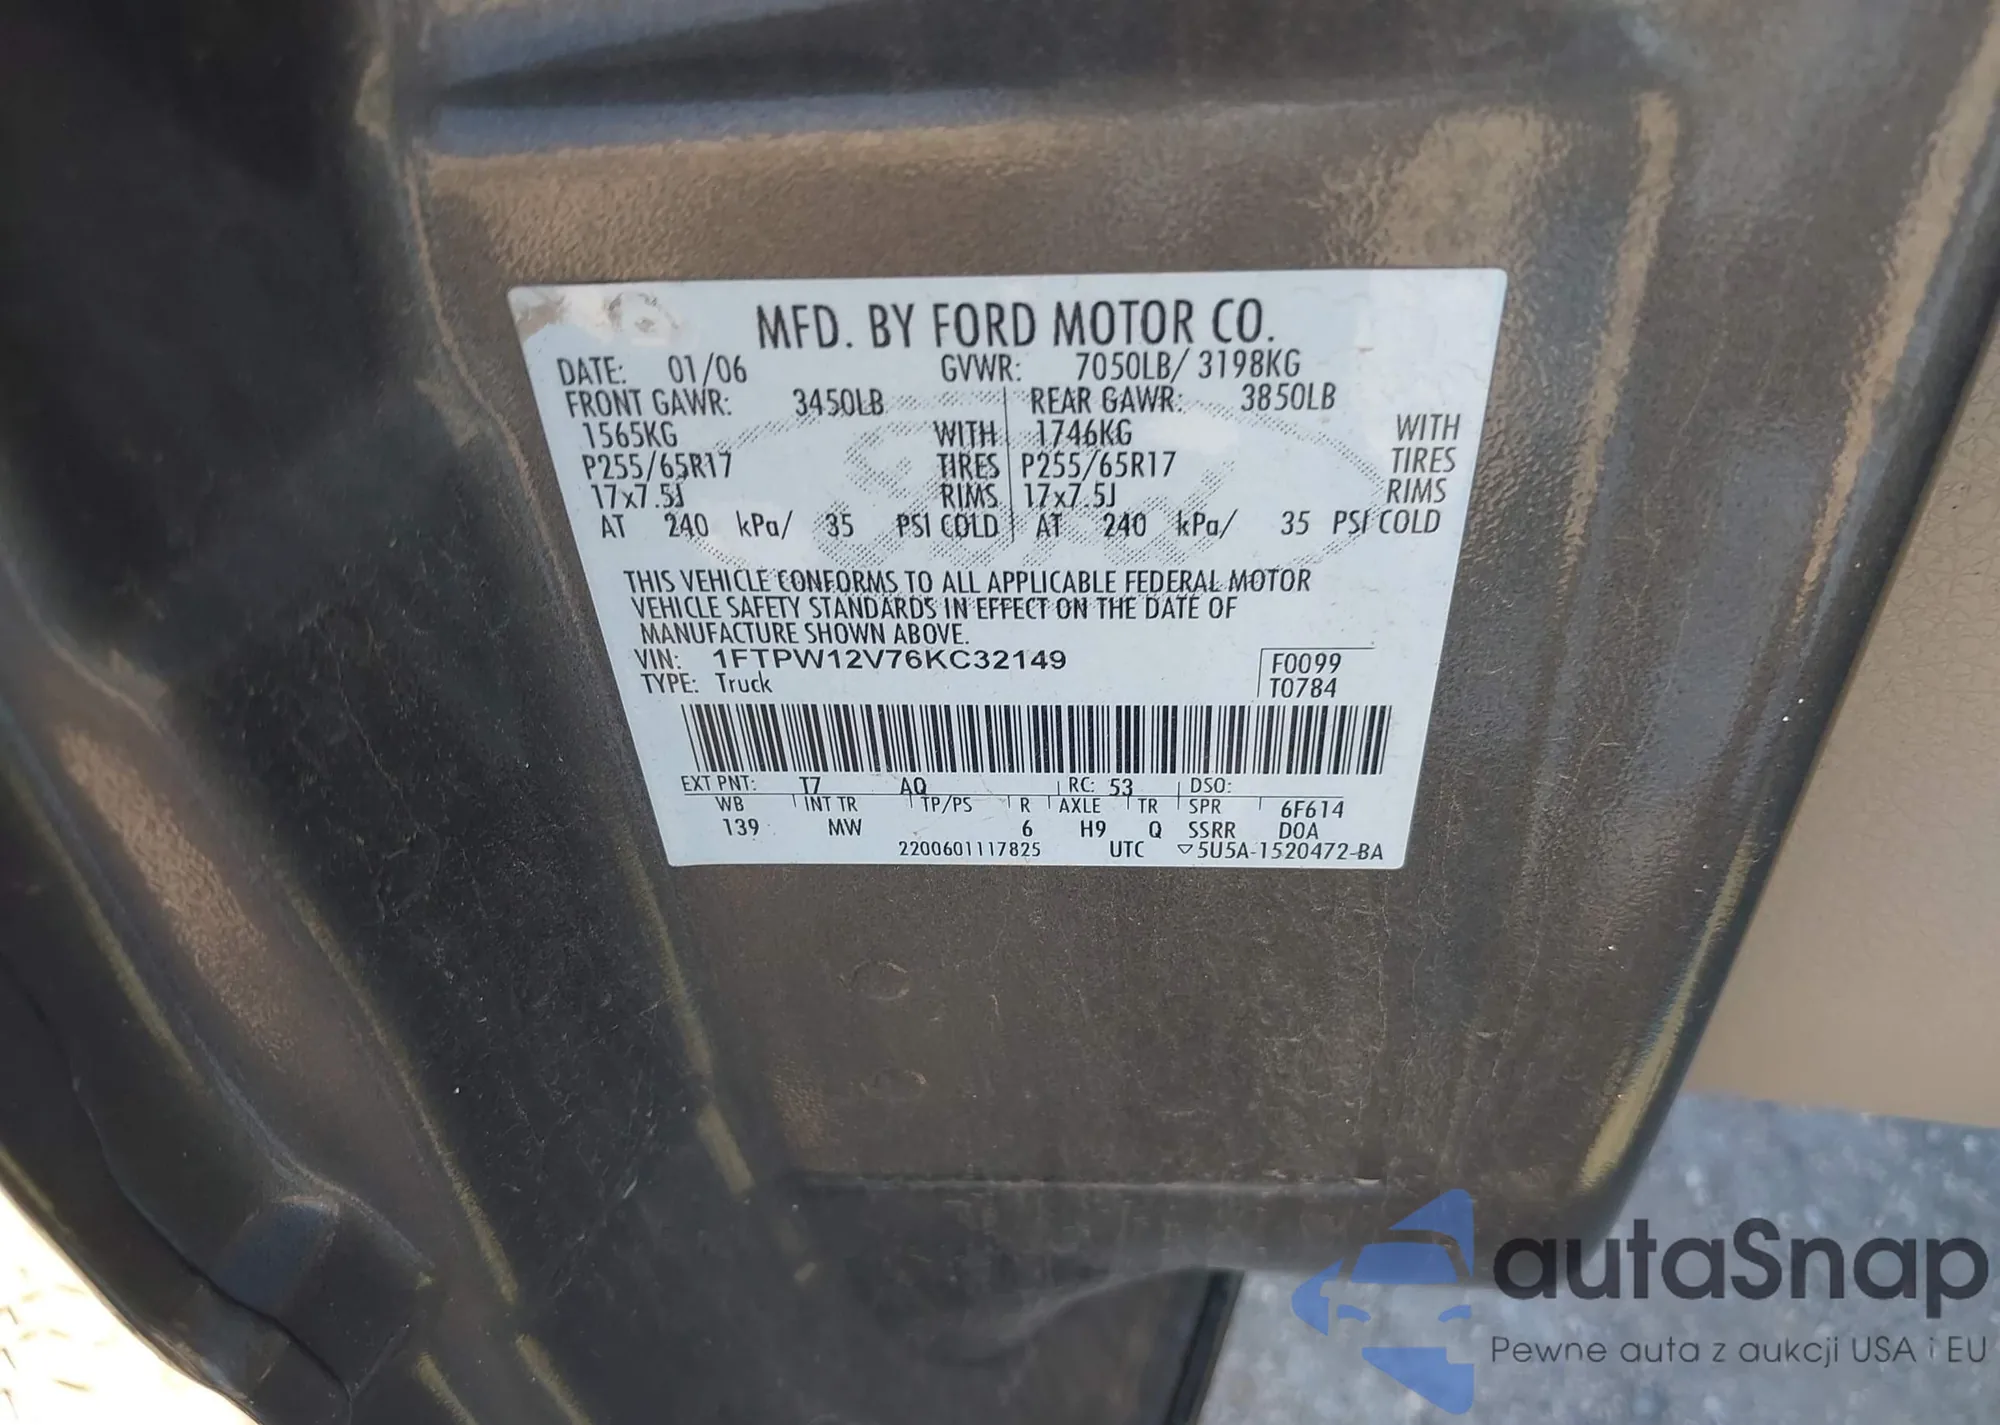 MFD. BY FORD MOTOR CO.
DATE: 01/06 GVWR: 7050LB/ 3198KG
FRONT GAWR: 3450LB REAR GAWR: 3850LB
1565KG WITH 1746KG WITH
P255/65R17 TIRES P255/65R17 TIRES
17x7.5J RIMS 17x7.5J RIMS
AT 240 kPa/ 35 PSI COLD AT 240 kPa/ 35 PSI COLD
THIS VEHICLE CONFORMS TO ALL APPLICABLE FEDERAL MOTOR
VEHICLE SAFETY STANDARDS IN EFFECT ON THE DATE OF
MANUFACTURE SHOWN ABOVE.
VIN: 1FTPW12V76KC32149 F0099
TYPE: Truck T0784
EXT PNT: T7 AQ RC: 53 DSO:
WB INT TR TP/PS R AXLE TR SPR 6F614
139 MW 6 H9 Q SSRR D0A
2200601117825 UTC ▽5U5A-1520472-BA
autaSnap
Pewne auta z aukcji USA i EU